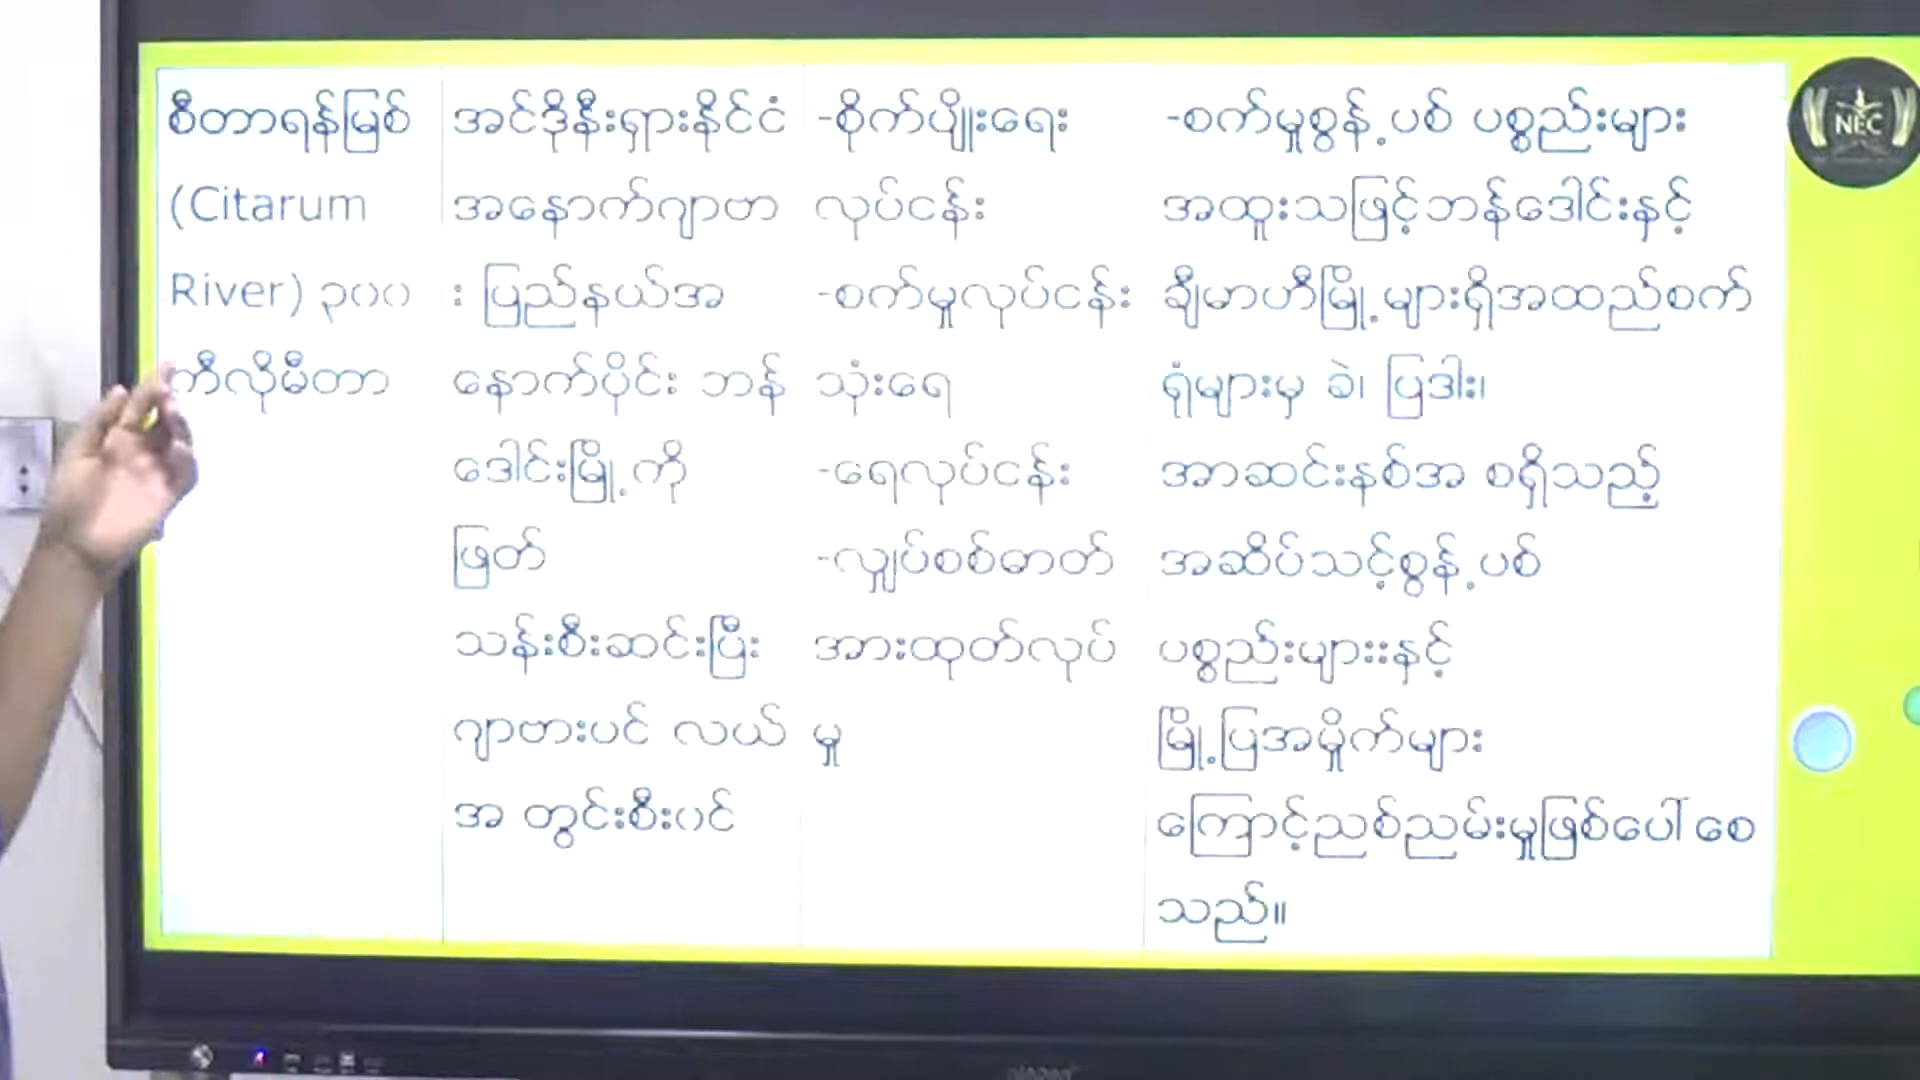 စီတာရန်မြစ်
(Citarum
River) ၃၀၀
ကီလိုမီတာ
အင်ဒိုနီးရှားနိုင်ငံ
အနောက်ဂျာဗာ
း ပြည်နယ်အ
နောက်ပိုင်း ဘန်
ဒေါင်းမြို့ကို
ဖြတ်
သန်းစီးဆင်းပြီး
ဂျာဗားပင် လယ်
အ တွင်းစီးဝင်
-စိုက်ပျိုးရေး
လုပ်ငန်း
-စက်မှုလုပ်ငန်း
သုံးရေ
-ရေလုပ်ငန်း
-လျှပ်စစ်ဓာတ်
အားထုတ်လုပ်
မှု
-စက်မှုစွန့်ပစ် ပစ္စည်းများ
အထူးသဖြင့်ဘန်ဒေါင်းနှင့်
ချီမာဟီမြို့များရှိအထည်စက်
ရုံများမှ ခဲ၊ ပြဒါး၊
အာဆင်းနစ်အ စရှိသည့်
အဆိပ်သင့်စွန့်ပစ်
ပစ္စည်းများးနှင့်
မြို့ပြအမှိုက်များ
ကြောင့်ညစ်ညမ်းမှုဖြစ်ပေါ် စေ
သည်။
NEC